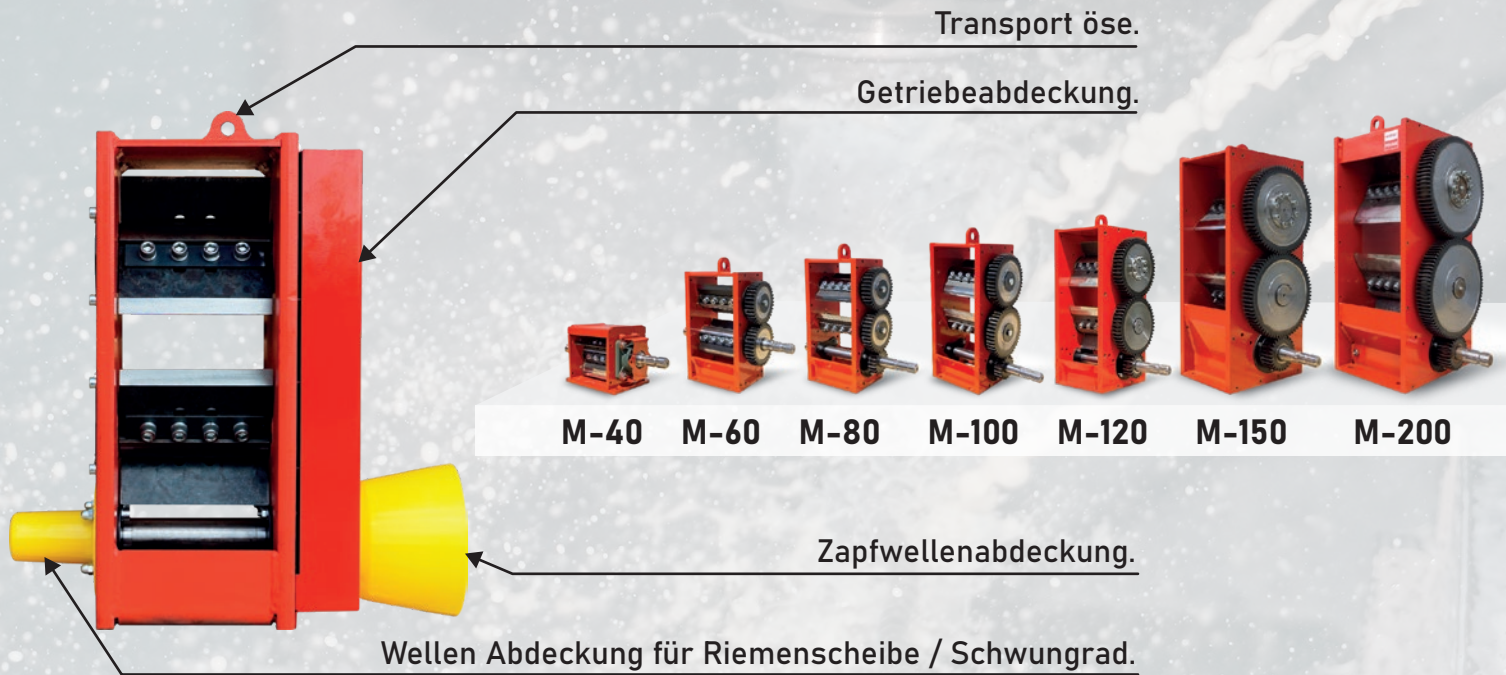 Transport öse.
Getriebeabdeckung.
M-40 M-60 M-80 M-100 M-120 M-150 M-200
Zapfwellenabdeckung.
Wellen Abdeckung für Riemenscheibe / Schwungrad.